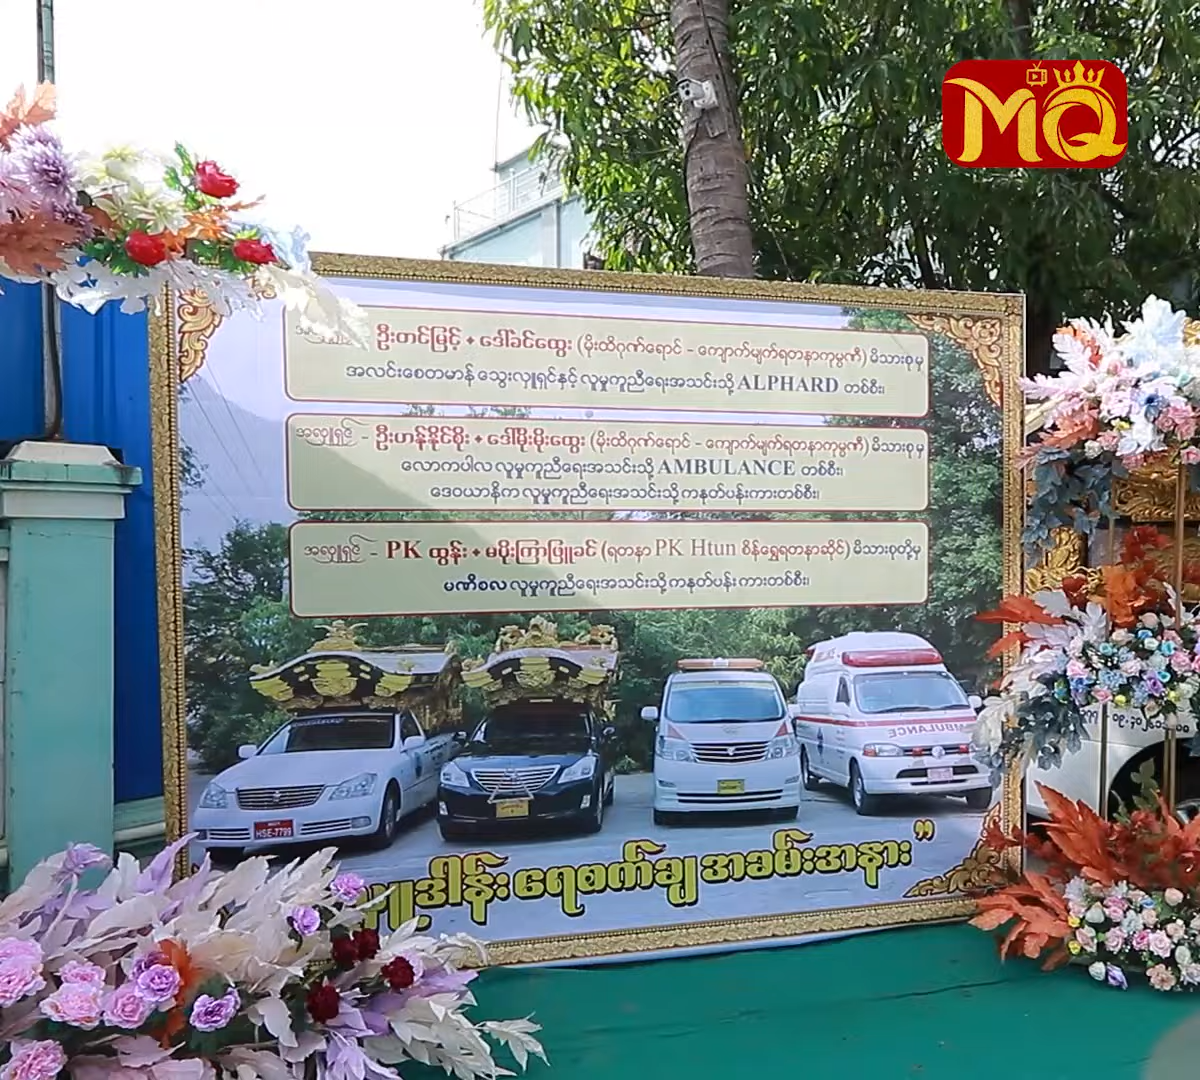 MQ
ဦးတင်မြင့် + ဒေါ်ခင်ထွေး (မိုးထိဂုဏ်ရောင် - ကျောက်မျက်ရတနာကုမ္ပဏီ) မိသားစုမှ
အလင်းစေတမာန် သွေးလှူရှင်နှင့် လူမှုကူညီရေးအသင်းသို့ ALPHARD တစ်စီး၊
အလှူရှင် - ဦးဟန်နိုင်စိုး + ဒေါ်မိုးမိုးထွေး (မိုးထိဂုဏ်ရောင် - ကျောက်မျက်ရတနာကုမ္ပဏီ) မိသားစုမှ
လောကပါလ လူမှုကူညီရေးအသင်းသို့ AMBULANCE တစ်စီး၊
ဒေဝယာနိက လူမှုကူညီရေးအသင်းသို့ ကနုတ်ပန်းကားတစ်စီး၊
အလှူရှင် - PK ထွန်း + မပိုးကြာဖြူခင် (ရတနာ PK Htun စိန်ရွှေရတနာဆိုင်) မိသားစုတို့မှ
မဏိစလ လူမှုကူညီရေးအသင်းသို့ ကနုတ်ပန်းကားတစ်စီး၊
AMBULANCE
HSE-7799
လှူဒါန်း ရေစက်ချ အခမ်းအနား”